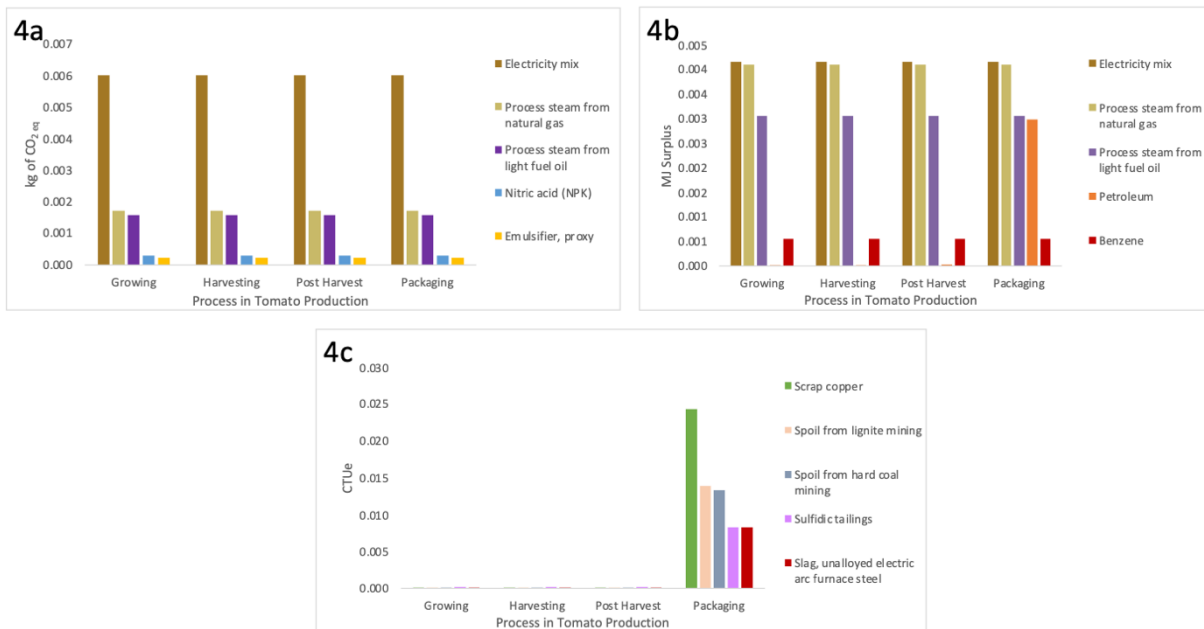 4a
0.007
0.006
0.005
0.004
0.003
0.002
0.001
0.000
kg of CO2 eq
Growing
Harvesting
Post Harvest
Packaging
Process in Tomato Production
Electricity mix
Process steam from
natural gas
Process steam from
light fuel oil
Nitric acid (NPK)
Emulsifier, proxy
4b
0.005
0.004
0.004
0.003
0.003
0.002
0.002
0.001
0.001
0.000
MJ Surplus
Growing
Harvesting
Post Harvest
Packaging
Process in Tomato Production
Electricity mix
Process steam from
natural gas
Process steam from
light fuel oil
Petroleum
Benzene
4c
0.030
0.025
0.020
0.015
0.010
0.005
0.000
CTUe
Growing
Harvesting
Post Harvest
Packaging
Process in Tomato Production
Scrap copper
Spoil from lignite mining
Spoil from hard coal
mining
Sulfidic tailings
Slag, unalloyed electric
arc furnace steel